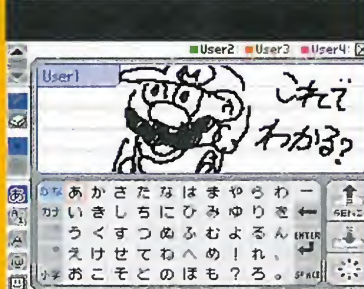 User2 User3 User4:
User1
これで
わかる?
かな あ か さ た な は ま や ら わ ー
カナ い き し ち に ひ み ゆ り を ←
う く す つ ぬ ふ む よ る ん ENTER
゛ え け せ て ね へ め ! れ 、
小字 お こ そ と の ほ も ? ろ 。 SPACE
あ
SEND
@